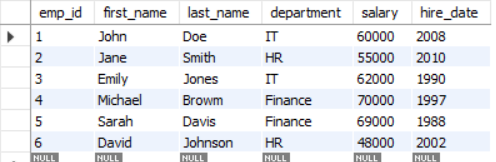 emp_id first_name last_name department salary hire_date
1 John Doe IT 60000 2008
2 Jane Smith HR 55000 2010
3 Emily Jones IT 62000 1990
4 Michael Browm Finance 70000 1997
5 Sarah Davis Finance 69000 1988
6 David Johnson HR 48000 2002
NULL NULL NULL NULL NULL NULL